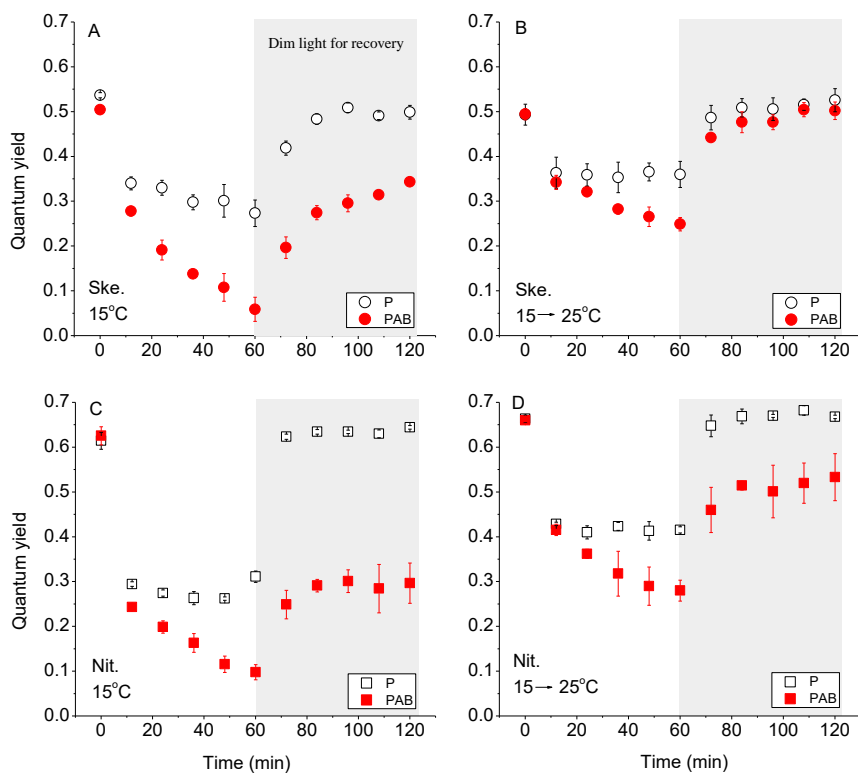 A
Dim light for recovery
0.7
0.6
0.5
0.4
0.3
0.2
0.1
0.0
Quantum yield
Ske.
15°C
P
PAB
0 20 40 60 80 100 120
B
0.7
0.6
0.5
0.4
0.3
0.2
0.1
0.0
Quantum yield
Ske.
15→25°C
P
PAB
0 20 40 60 80 100 120
C
0.7
0.6
0.5
0.4
0.3
0.2
0.1
0.0
Quantum yield
Nit.
15°C
P
PAB
0 20 40 60 80 100 120
Time (min)
D
0.7
0.6
0.5
0.4
0.3
0.2
0.1
0.0
Quantum yield
Nit.
15→25°C
P
PAB
0 20 40 60 80 100 120
Time (min)